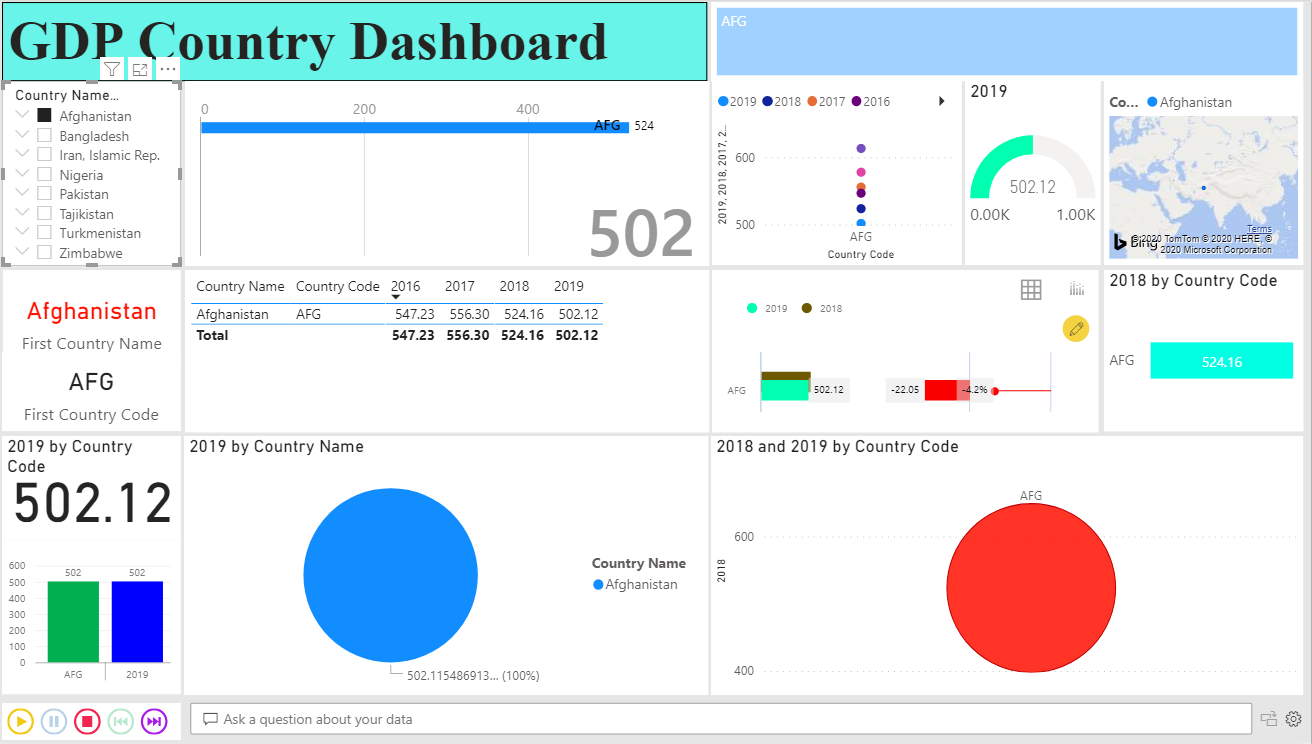 GDP Country Dashboard
AFG
Country Name...
Afghanistan
Bangladesh
Iran, Islamic Rep.
Nigeria
Pakistan
Tajikistan
Turkmenistan
Zimbabwe
0 200 400
AFG 524
502
2019 2018 2017 2016
2019, 2018, 2017, 2...
600
500
AFG
Country Code
2019
502.12
0.00K 1.00K
Co... Afghanistan
Terms
© 2020 TomTom © 2020 HERE, ©
2020 Microsoft Corporation
Bing
Afghanistan
First Country Name
AFG
First Country Code
Country Name Country Code 2016 2017 2018 2019
Afghanistan AFG 547.23 556.30 524.16 502.12
Total 547.23 556.30 524.16 502.12
2019 2018
AFG 502.12 -22.05 -4.2%
2018 by Country Code
AFG 524.16
2019 by Country
Code
502.12
600
500
400
300
200
100
0
502 502
AFG 2019
2019 by Country Name
Country Name
Afghanistan
502.115486913... (100%)
2018 and 2019 by Country Code
AFG
600
2018
400
Ask a question about your data